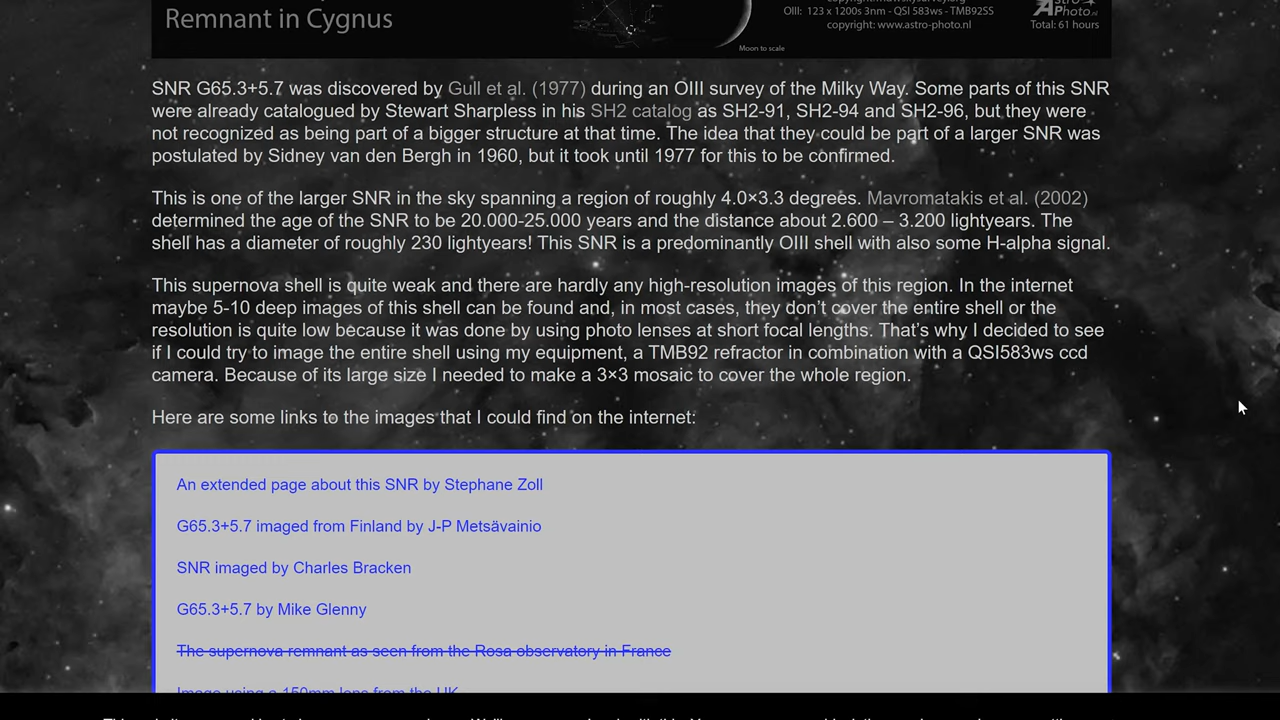 Remnant in Cygnus
OIII: 123 x 1200s 3nm - QSI 583ws - TMB92SS
copyright: www.astro-photo.nl
Photo
Total: 61 hours
Moon to scale
SNR G65.3+5.7 was discovered by Gull et al. (1977) during an OIII survey of the Milky Way. Some parts of this SNR
were already catalogued by Stewart Sharpless in his SH2 catalog as SH2-91, SH2-94 and SH2-96, but they were
not recognized as being part of a bigger structure at that time. The idea that they could be part of a larger SNR was
postulated by Sidney van den Bergh in 1960, but it took until 1977 for this to be confirmed.
This is one of the larger SNR in the sky spanning a region of roughly 4.0×3.3 degrees. Mavromatakis et al. (2002)
determined the age of the SNR to be 20.000-25.000 years and the distance about 2.600 – 3.200 lightyears. The
shell has a diameter of roughly 230 lightyears! This SNR is a predominantly OIII shell with also some H-alpha signal.
This supernova shell is quite weak and there are hardly any high-resolution images of this region. In the internet
maybe 5-10 deep images of this shell can be found and, in most cases, they don’t cover the entire shell or the
resolution is quite low because it was done by using photo lenses at short focal lengths. That’s why I decided to see
if I could try to image the entire shell using my equipment, a TMB92 refractor in combination with a QSI583ws ccd
camera. Because of its large size I needed to make a 3×3 mosaic to cover the whole region.
Here are some links to the images that I could find on the internet:
An extended page about this SNR by Stephane Zoll
G65.3+5.7 imaged from Finland by J-P Metsävainio
SNR imaged by Charles Bracken
G65.3+5.7 by Mike Glenny
The supernova remnant as seen from the Rosa observatory in France
Image using a 150mm lens from the UK